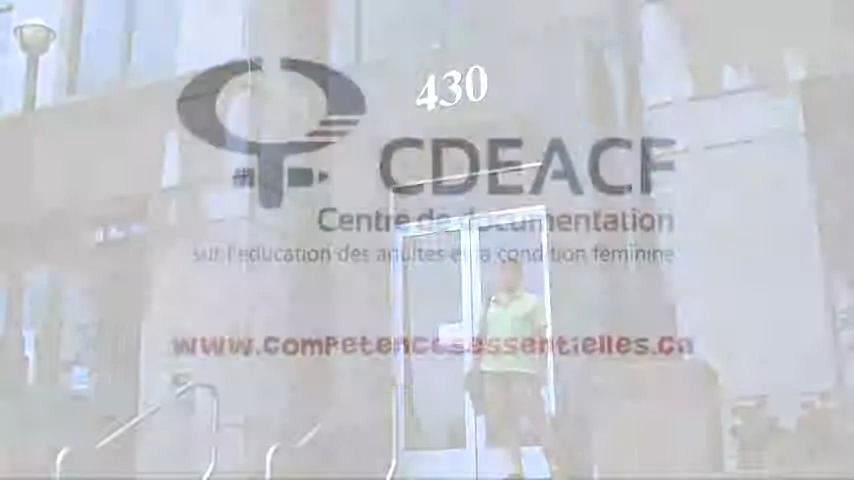 430
CDEACF
Centre de documentation
sur l'éducation des adultes et la condition féminine
www.competencesessentielles.ca